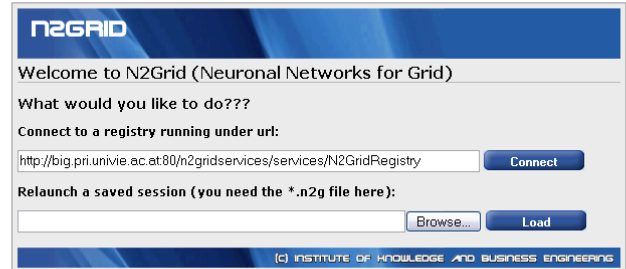 N2GRID
Welcome to N2Grid (Neuronal Networks for Grid)
What would you like to do???
Connect to a registry running under url:
http://big.pri.univie.ac.at:80/n2gridservices/services/N2GridRegistry Connect
Relaunch a saved session (you need the *.n2g file here):
Browse... Load
(C) INSTITUTE OF KNOWLEDGE AND BUSINESS ENGINEERING